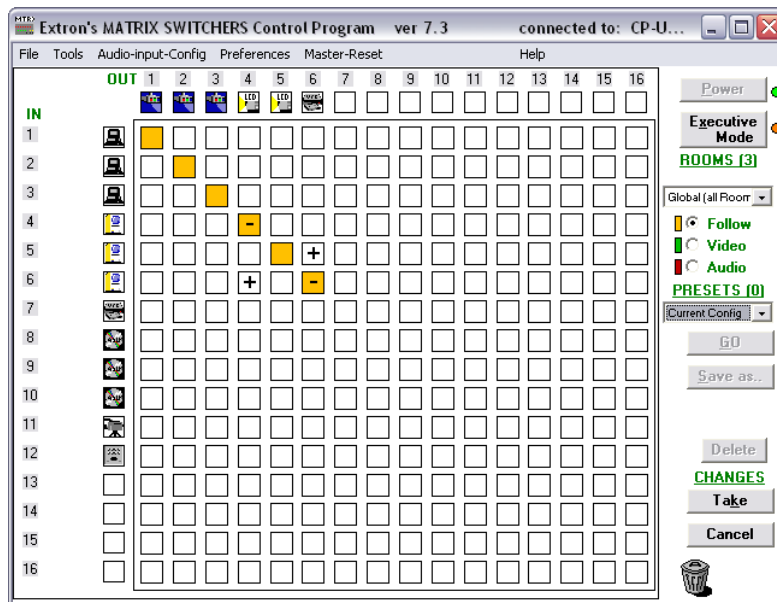 Extron's MATRIX SWITCHERS Control Program ver 7.3 connected to: CP-U...
File Tools Audio-input-Config Preferences Master-Reset Help
OUT 1 2 3 4 5 6 7 8 9 10 11 12 13 14 15 16
IN
1
2
3
4 -
5 +
6 + -
7
8
9
10
11
12
13
14
15
16
Power
Executive
Mode
ROOMS (3)
Global (all Room
Follow
Video
Audio
PRESETS (0)
Current Config
GO
Save as..
Delete
CHANGES
Take
Cancel